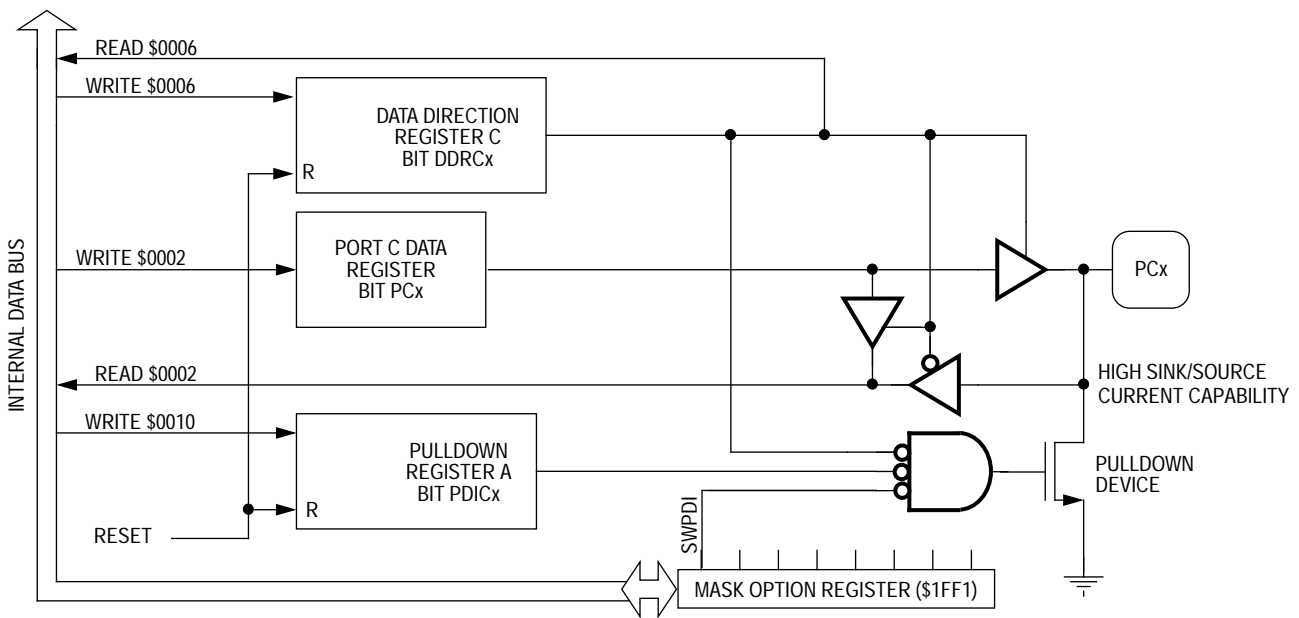 READ $0006
WRITE $0006
DATA DIRECTION
REGISTER C
BIT DDRCx
R
INTERNAL DATA BUS
WRITE $0002
PORT C DATA
REGISTER
BIT PCx
PCx
READ $0002
HIGH SINK/SOURCE
CURRENT CAPABILITY
WRITE $0010
PULLDOWN
REGISTER A
BIT PDICx
R
PULLDOWN
DEVICE
RESET
SWPDI
MASK OPTION REGISTER ($1FF1)